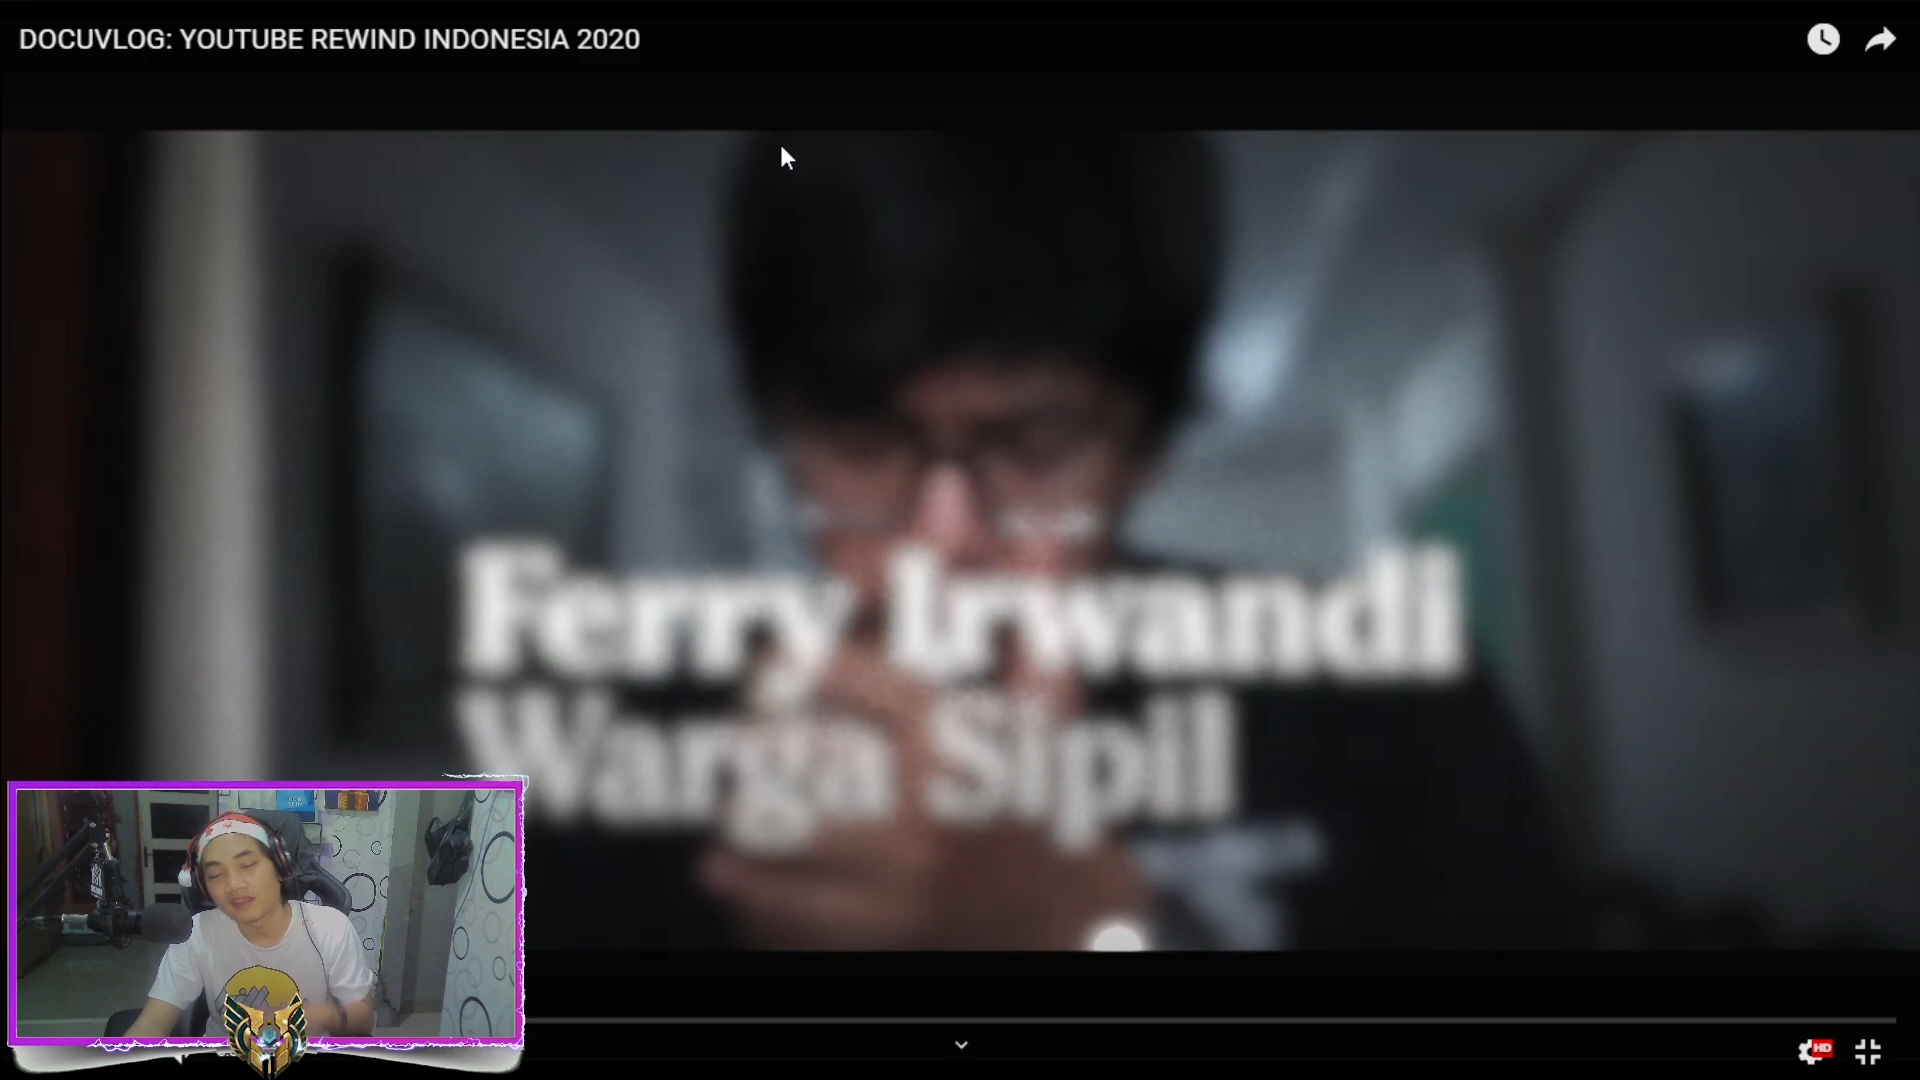 DOCUVLOG: YOUTUBE REWIND INDONESIA 2020
Ferry Irwandi
Warga Sipil
HD